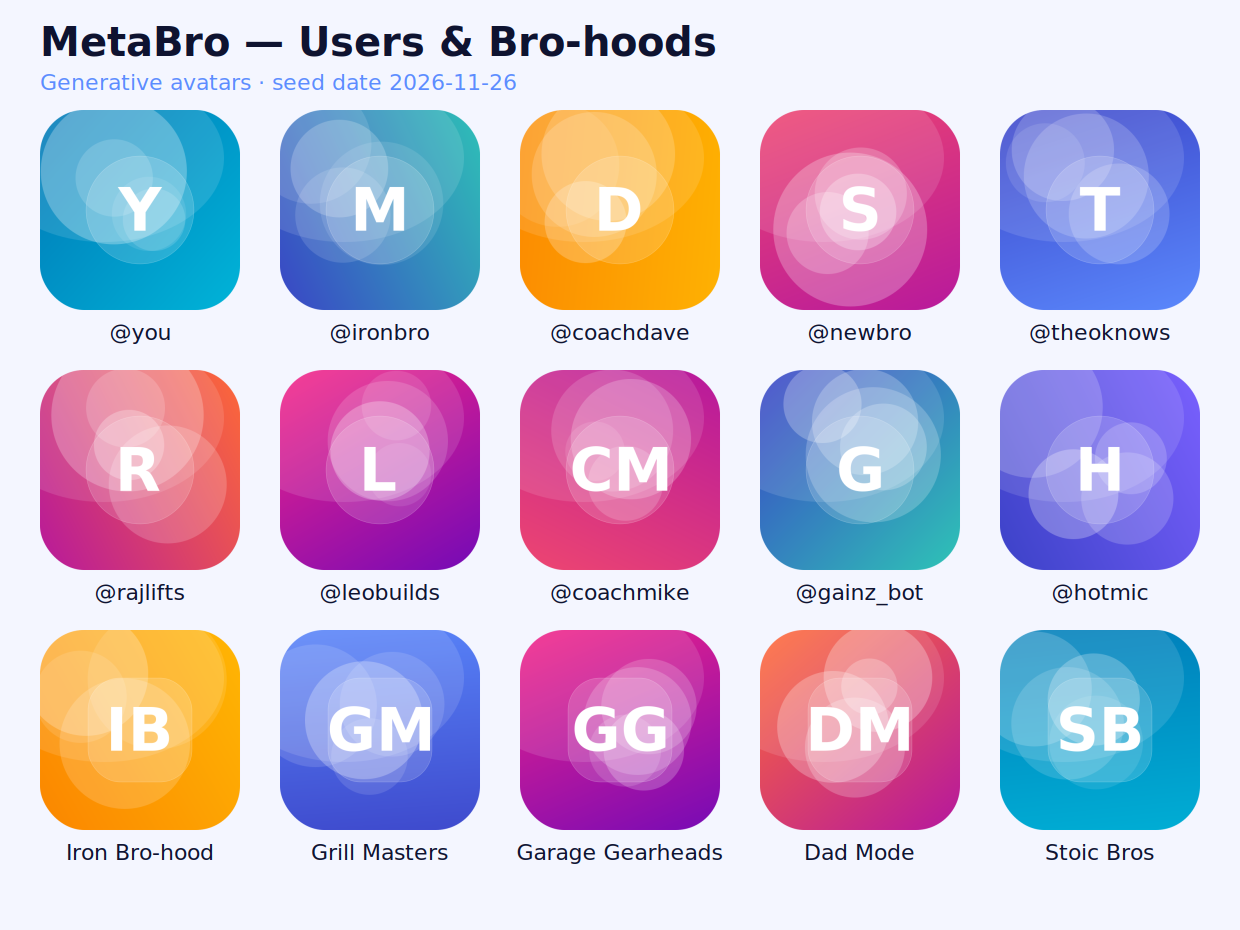 MetaBro — Users & Bro-hoods
Generative avatars · seed date 2026-11-26
Y M D S T
@you @ironbro @coachdave @newbro @theoknows
R L CM G H
@rajlifts @leobuilds @coachmike @gainz_bot @hotmic
IB GM GG DM SB
Iron Bro-hood Grill Masters Garage Gearheads Dad Mode Stoic Bros